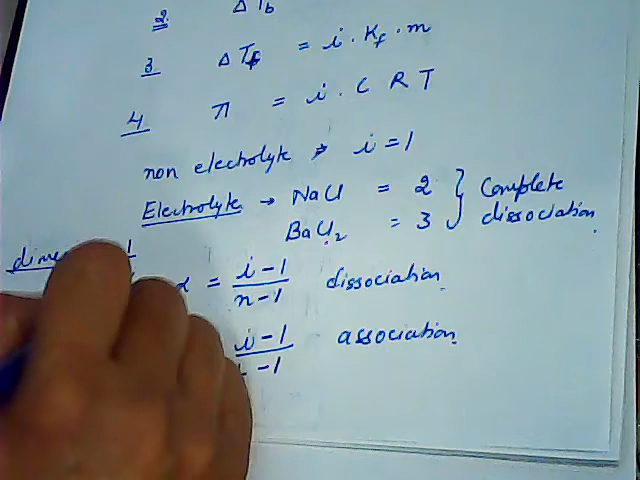 2. ΔTb
3 ΔTf = i . Kf . m
4 π = i . C R T
non electrolyte → i = 1
Electrolyte → NaCl = 2 } Complete
BaCl2 = 3 dissociation
α = i - 1 / n - 1 dissociation
i - 1 / - 1 association